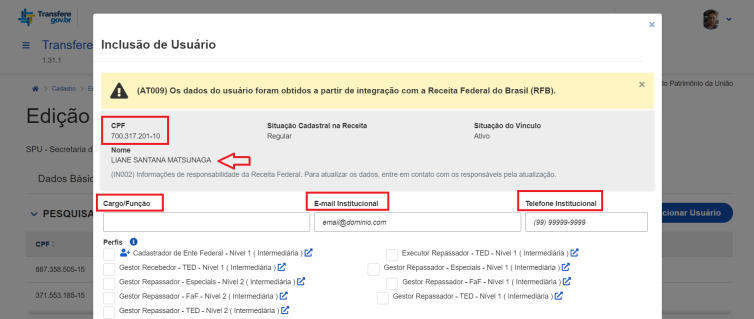 Transfere
gov.br
×
Transfere
1.31.1
Inclusão de Usuário
(AT009) Os dados do usuário foram obtidos a partir de integração com a Receita Federal do Brasil (RFB).
×
> Cadastro >
lo Patrimônio da União
Edição
CPF
Situação Cadastral na Receita
Situação do Vínculo
700.317.201-10
Regular
Ativo
Nome
SPU - Secretaria d
LIANE SANTANA MATSUNAGA
(IN002) Informações de responsabilidade da Receita Federal. Para atualizar os dados, entre em contato com os responsáveis pela atualização.
Dados Básic
Cargo/Função
E-mail Institucional
Telefone Institucional
PESQUISA
cionar Usuário
email@dominio.com
(99) 99999-9999
CPF
Perfis
Cadastrador de Ente Federal - Nível 1 ( Intermediária )
Executor Repassador - TED - Nível 1 ( Intermediária )
887.358.505-15
Gestor Recebedor - TED - Nível 1 ( Intermediária )
Gestor Repassador - Especiais - Nível 1 ( Intermediária )
Gestor Repassador - Especiais - Nível 2 ( Intermediária )
Gestor Repassador - FaF - Nível 1 ( Intermediária )
371.553.185-15
Gestor Repassador - FaF - Nível 2 ( Intermediária )
Gestor Repassador - TED - Nível 1 ( Intermediária )
Gestor Repassador - TED - Nível 2 ( Intermediária )